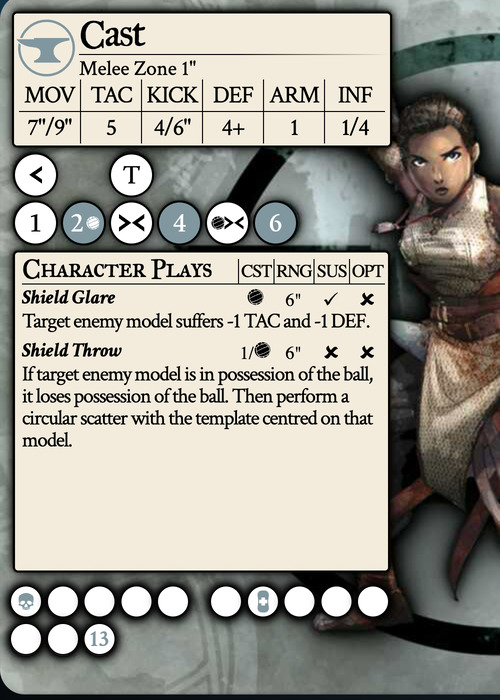 Cast
Melee Zone 1"
MOV TAC KICK DEF ARM INF
7"/9" 5 4/6" 4+ 1 1/4
< T
1 2 >< 4 >< 6
CHARACTER PLAYS CST RNG SUS OPT
Shield Glare 6" ✓ ✗
Target enemy model suffers -1 TAC and -1 DEF.
Shield Throw 1/ 6" ✗ ✗
If target enemy model is in possession of the ball,
it loses possession of the ball. Then perform a
circular scatter with the template centred on that
model.
13